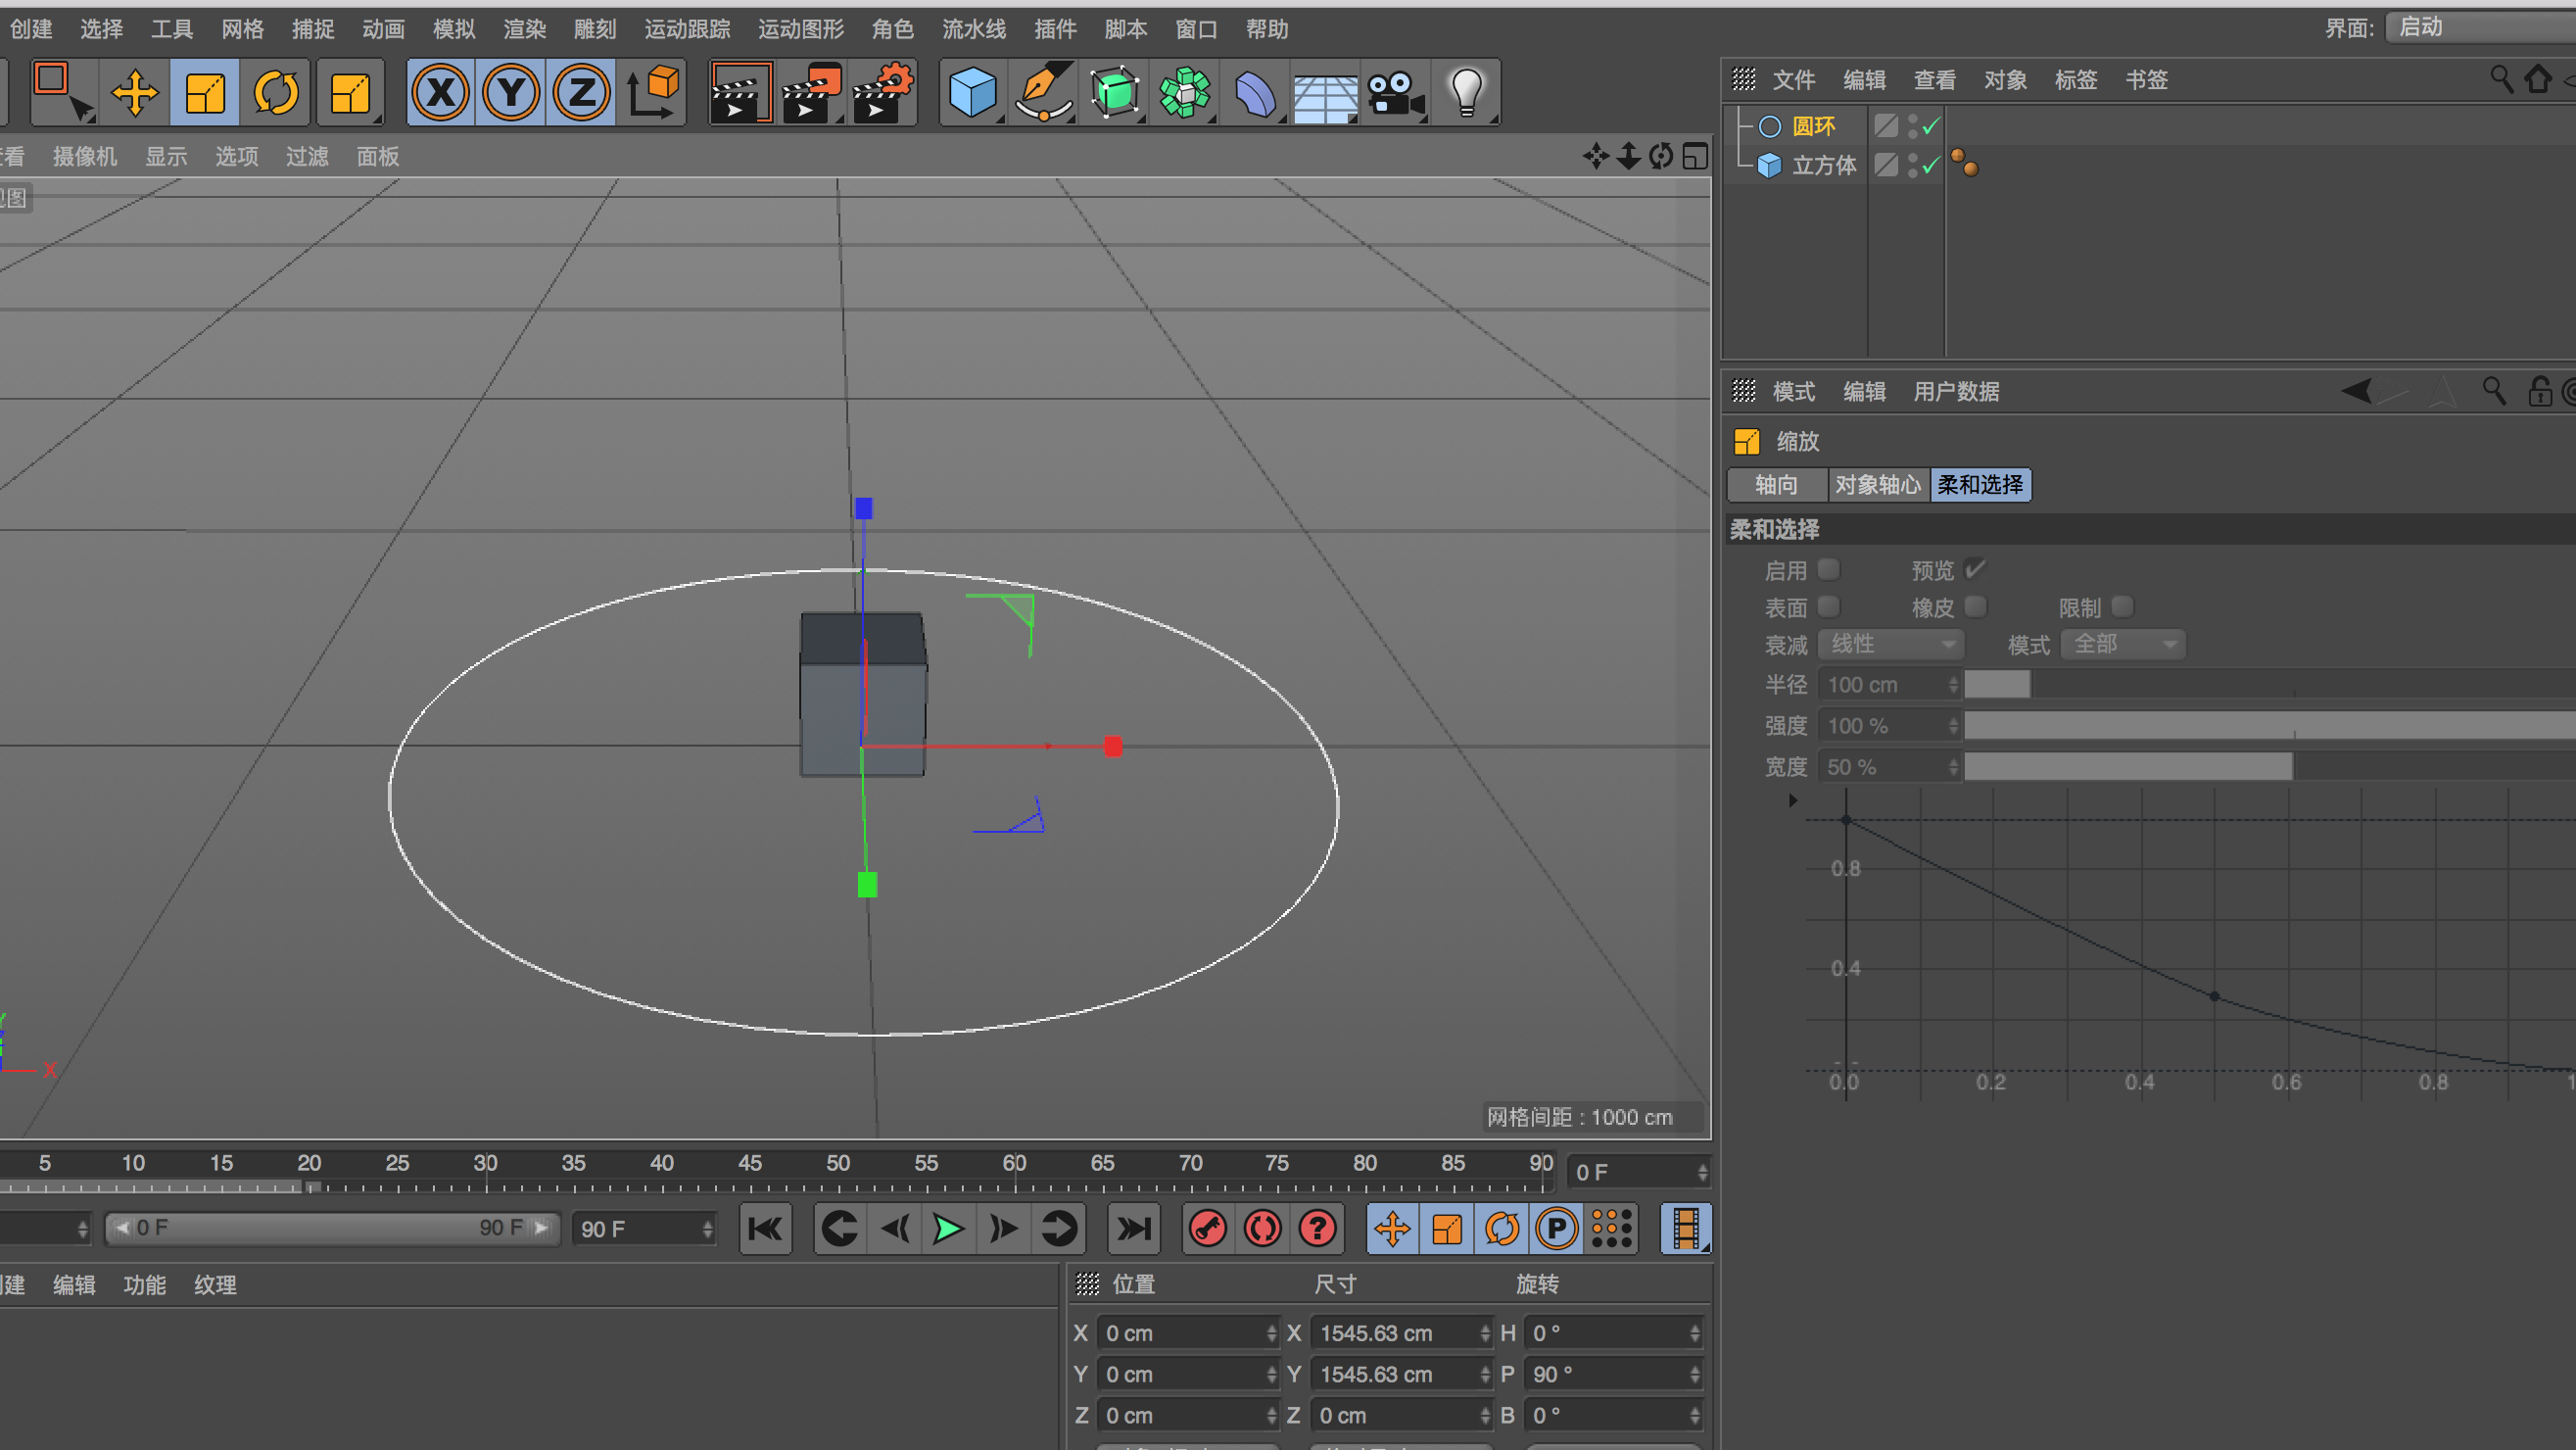 创建 选择 工具 网格 捕捉 动画 模拟 渲染 雕刻 运动跟踪 运动图形 角色 流水线 插件 脚本 窗口 帮助
界面: 启动
X Y Z
文件 编辑 查看 对象 标签 书签
圆环
立方体
看 摄像机 显示 选项 过滤 面板
视图
模式 编辑 用户数据
缩放
轴向 对象轴心 柔和选择
柔和选择
启用 预览
表面 橡皮 限制
衰减 线性 模式 全部
半径 100 cm
强度 100 %
宽度 50 %
0.8
0.4
0.0 0.2 0.4 0.6 0.8 1
Y
Z
X
网格间距 : 1000 cm
5 10 15 20 25 30 35 40 45 50 55 60 65 70 75 80 85 90
0 F
0 F 90 F 90 F
? P
建 编辑 功能 纹理
位置 尺寸 旋转
X 0 cm X 1545.63 cm H 0 °
Y 0 cm Y 1545.63 cm P 90 °
Z 0 cm Z 0 cm B 0 °